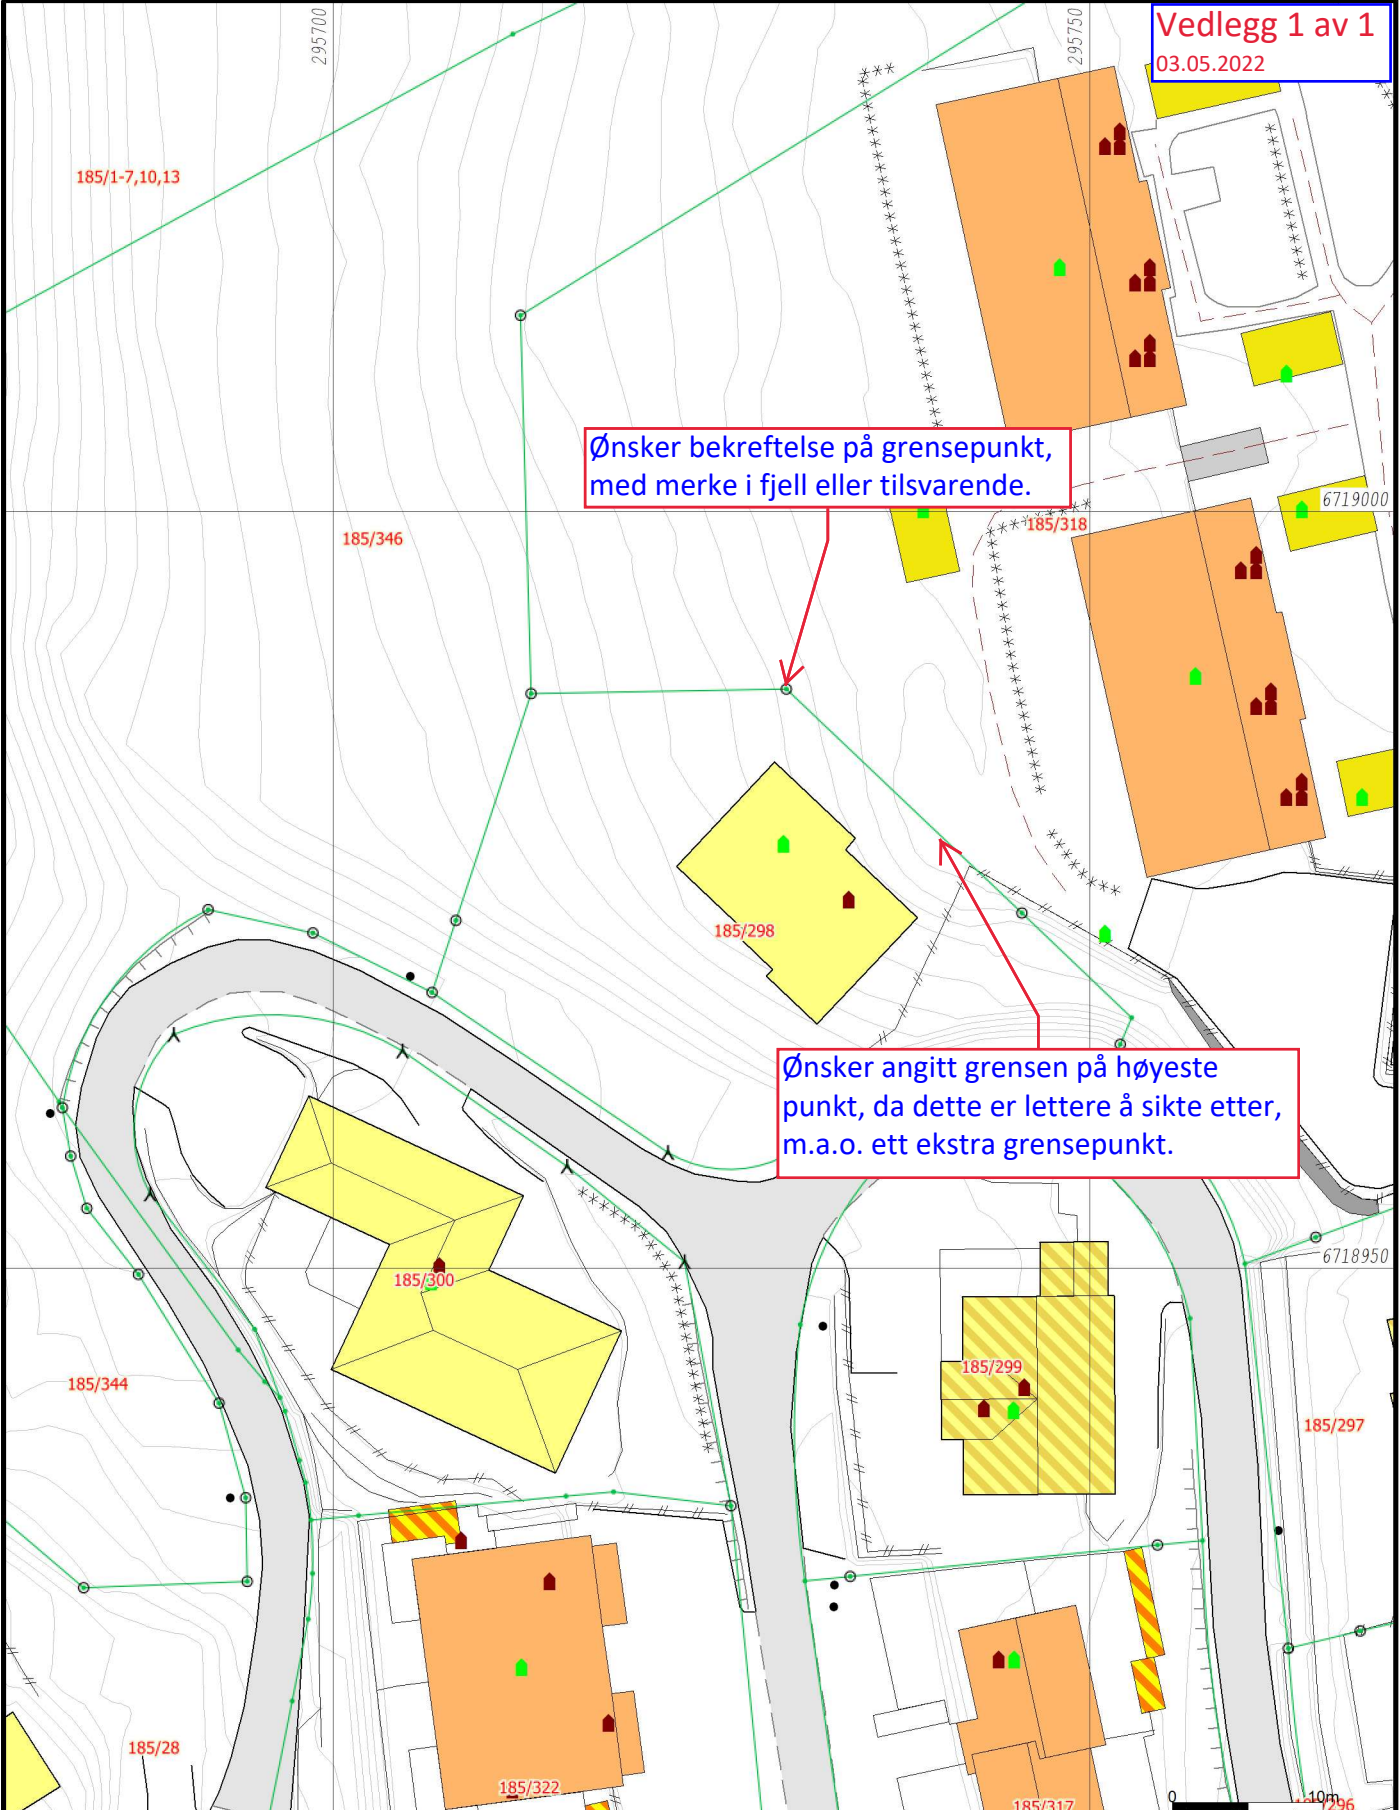 295700
295750
Vedlegg 1 av 1
03.05.2022
185/1-7,10,13
Ønsker bekreftelse på grensepunkt,
med merke i fjell eller tilsvarende.
6719000
185/318
185/346
185/298
Ønsker angitt grensen på høyeste
punkt, da dette er lettere å sikte etter,
m.a.o. ett ekstra grensepunkt.
6718950
185/300
185/299
185/344
185/297
185/28
185/322
0 10m
185/317
185/296